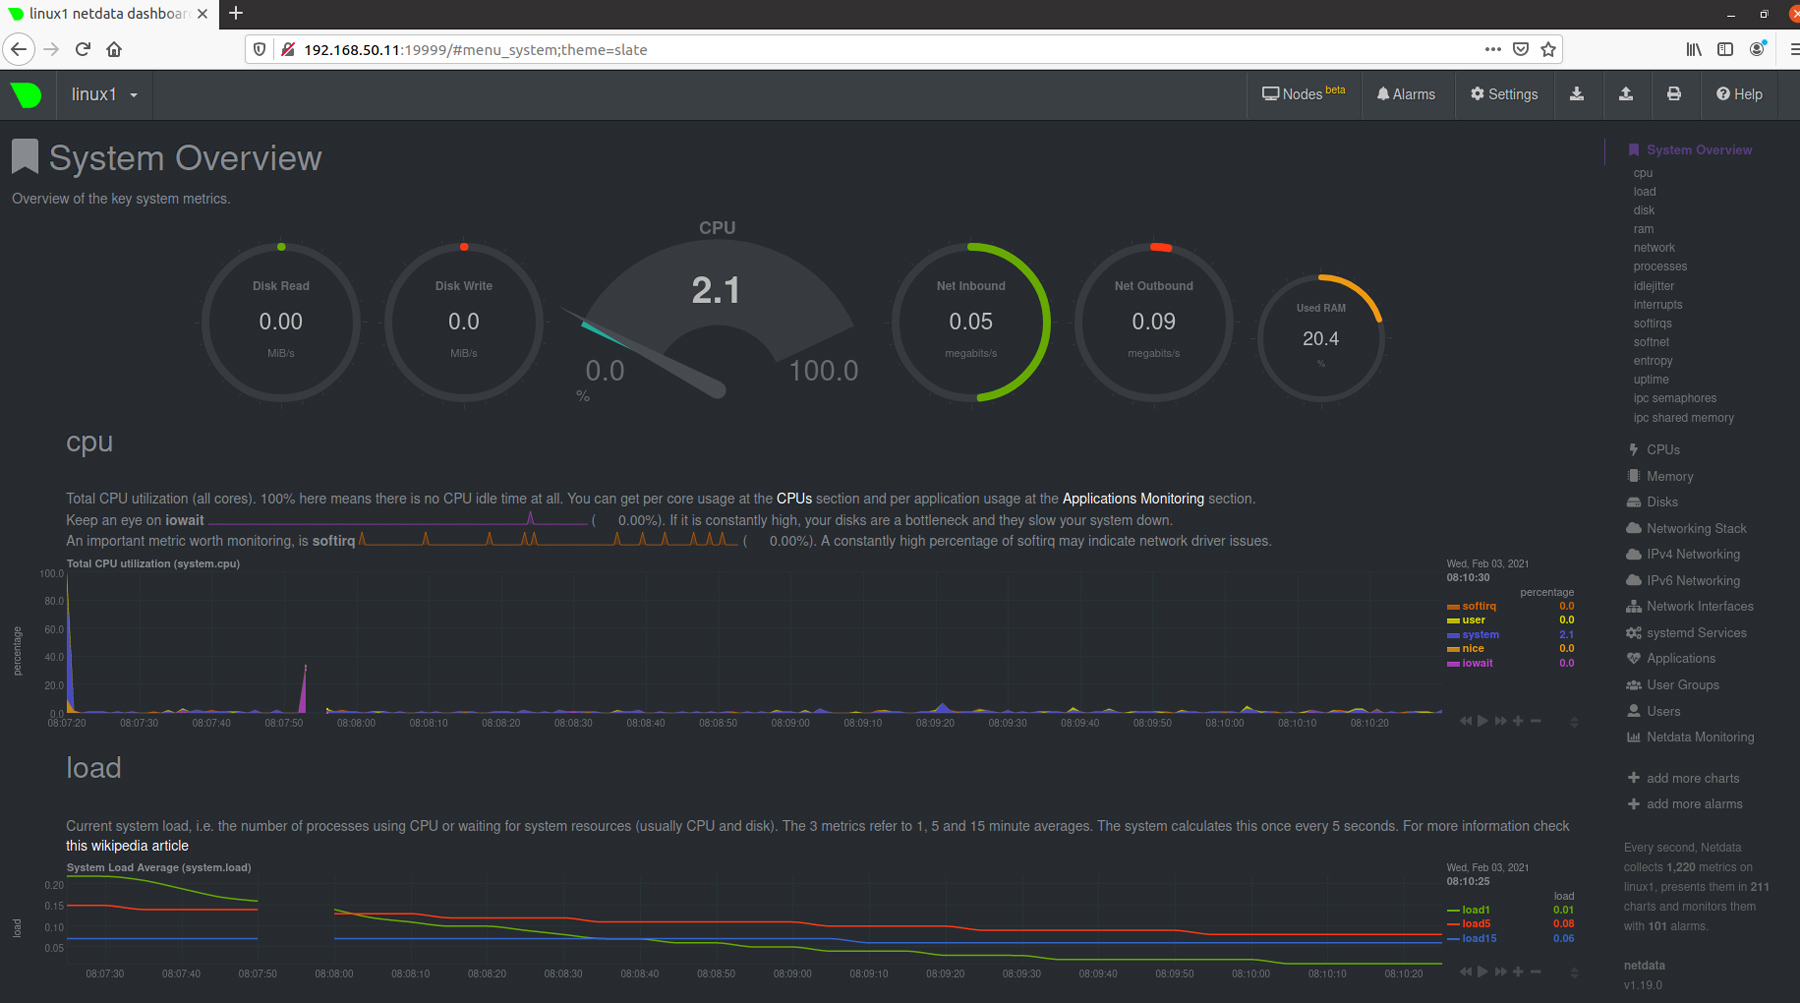 linux1 netdata dashboar
192.168.50.11:19999/#menu_system;theme=slate
linux1
Nodes beta
Alarms
Settings
Help
System Overview
Overview of the key system metrics.
Disk Read
0.00
MiB/s
Disk Write
0.0
MiB/s
CPU
2.1
0.0
100.0
%
Net Inbound
0.05
megabits/s
Net Outbound
0.09
megabits/s
Used RAM
20.4
%
cpu
Total CPU utilization (all cores). 100% here means there is no CPU idle time at all. You can get per core usage at the CPUs section and per application usage at the Applications Monitoring section.
Keep an eye on iowait ( 0.00%). If it is constantly high, your disks are a bottleneck and they slow your system down.
An important metric worth monitoring, is softirq ( 0.00%). A constantly high percentage of softirq may indicate network driver issues.
Total CPU utilization (system.cpu)
percentage
100.0
80.0
60.0
40.0
20.0
0.0
08:07:20 08:07:30 08:07:40 08:07:50 08:08:00 08:08:10 08:08:20 08:08:30 08:08:40 08:08:50 08:09:00 08:09:10 08:09:20 08:09:30 08:09:40 08:09:50 08:10:00 08:10:10 08:10:20
Wed, Feb 03, 2021
08:10:30
percentage
softirq 0.0
user 0.0
system 2.1
nice 0.0
iowait 0.0
load
Current system load, i.e. the number of processes using CPU or waiting for system resources (usually CPU and disk). The 3 metrics refer to 1, 5 and 15 minute averages. The system calculates this once every 5 seconds. For more information check
this wikipedia article
System Load Average (system.load)
load
0.20
0.15
0.10
0.05
08:07:30 08:07:40 08:07:50 08:08:00 08:08:10 08:08:20 08:08:30 08:08:40 08:08:50 08:09:00 08:09:10 08:09:20 08:09:30 08:09:40 08:09:50 08:10:00 08:10:10 08:10:20
Wed, Feb 03, 2021
08:10:25
load
load1 0.01
load5 0.08
load15 0.06
System Overview
cpu
load
disk
ram
network
processes
idlejitter
interrupts
softirqs
softnet
entropy
uptime
ipc semaphores
ipc shared memory
CPUs
Memory
Disks
Networking Stack
IPv4 Networking
IPv6 Networking
Network Interfaces
systemd Services
Applications
User Groups
Users
Netdata Monitoring
add more charts
add more alarms
Every second, Netdata
collects 1,220 metrics on
linux1, presents them in 211
charts and monitors them
with 101 alarms.
netdata
v1.19.0